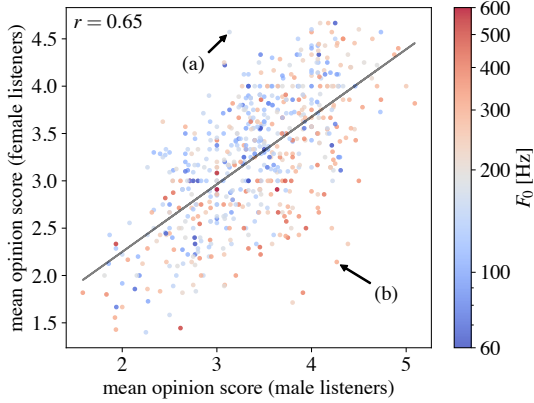 r = 0.65
(a)
(b)
4.5
4.0
3.5
3.0
2.5
2.0
1.5
mean opinion score (female listeners)
2 3 4 5
mean opinion score (male listeners)
600
500
400
300
200
100
60
F₀ [Hz]